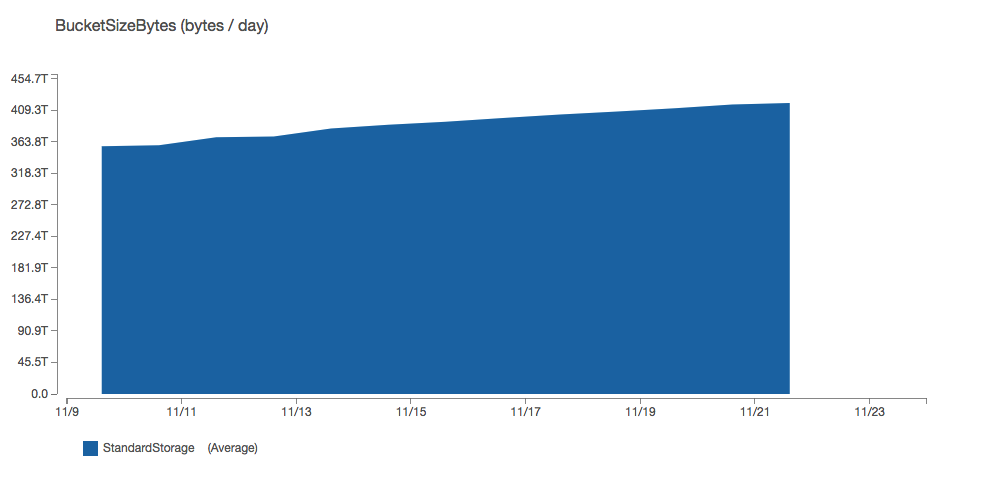 BucketSizeBytes (bytes / day)
454.7T
409.3T
363.8T
318.3T
272.8T
227.4T
181.9T
136.4T
90.9T
45.5T
0.0
11/9 11/11 11/13 11/15 11/17 11/19 11/21 11/23
StandardStorage (Average)